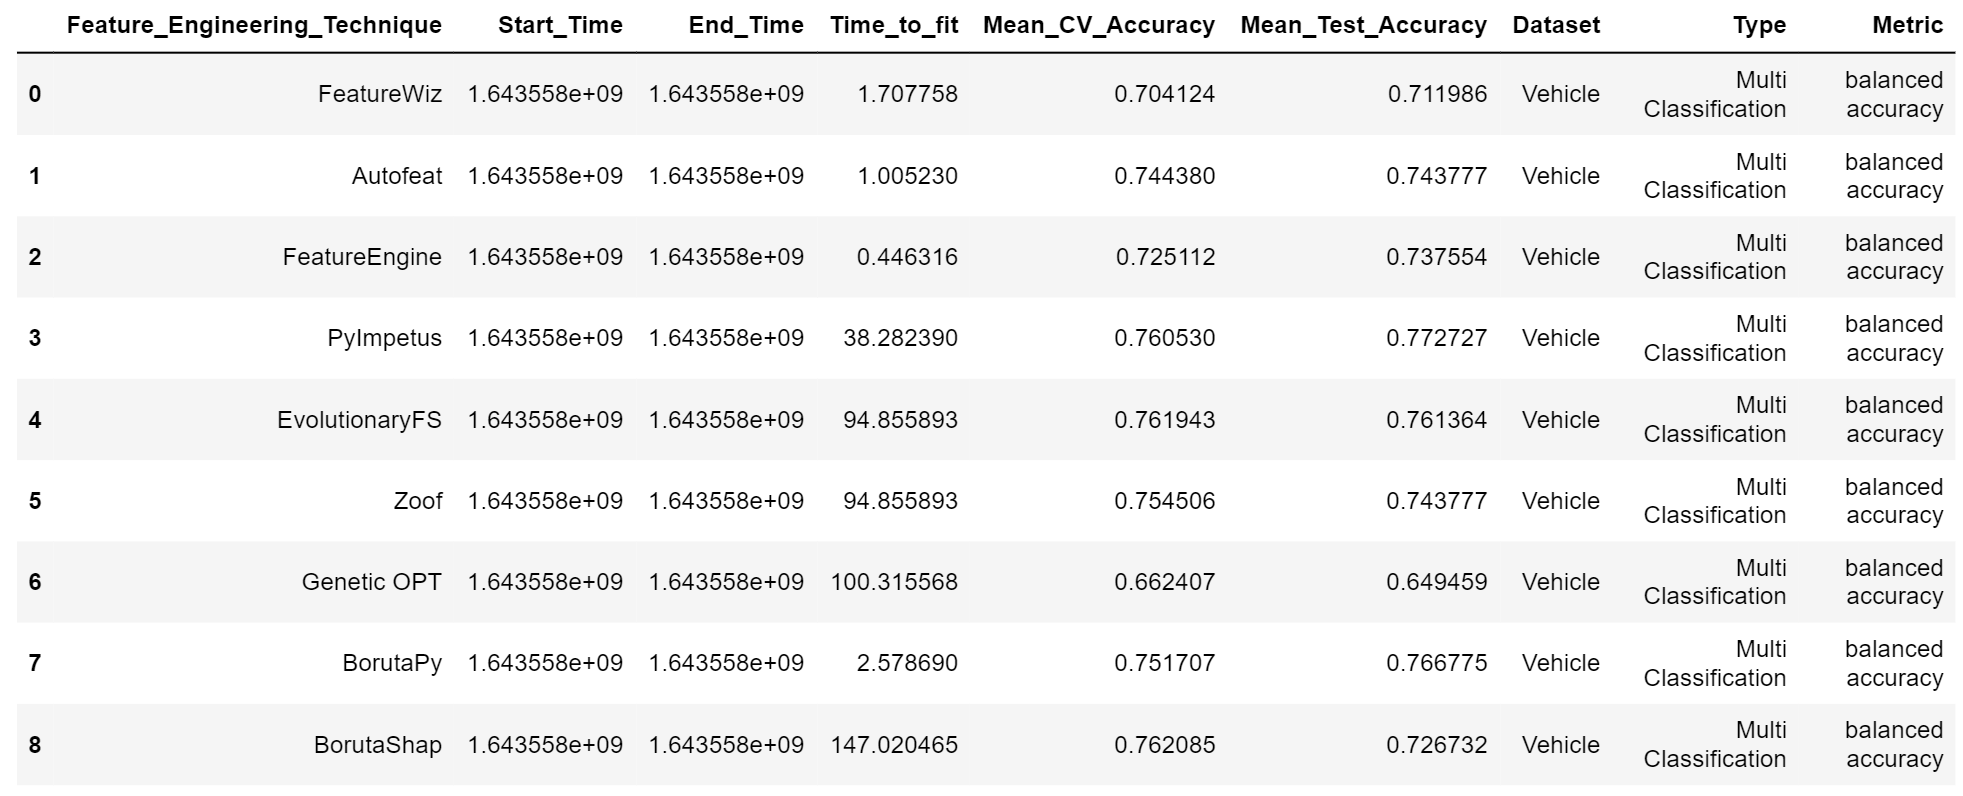 Feature_Engineering_Technique Start_Time End_Time Time_to_fit Mean_CV_Accuracy Mean_Test_Accuracy Dataset Type Metric
0 FeatureWiz 1.643558e+09 1.643558e+09 1.707758 0.704124 0.711986 Vehicle Multi Classification balanced accuracy
1 Autofeat 1.643558e+09 1.643558e+09 1.005230 0.744380 0.743777 Vehicle Multi Classification balanced accuracy
2 FeatureEngine 1.643558e+09 1.643558e+09 0.446316 0.725112 0.737554 Vehicle Multi Classification balanced accuracy
3 PyImpetus 1.643558e+09 1.643558e+09 38.282390 0.760530 0.772727 Vehicle Multi Classification balanced accuracy
4 EvolutionaryFS 1.643558e+09 1.643558e+09 94.855893 0.761943 0.761364 Vehicle Multi Classification balanced accuracy
5 Zoof 1.643558e+09 1.643558e+09 94.855893 0.754506 0.743777 Vehicle Multi Classification balanced accuracy
6 Genetic OPT 1.643558e+09 1.643558e+09 100.315568 0.662407 0.649459 Vehicle Multi Classification balanced accuracy
7 BorutaPy 1.643558e+09 1.643558e+09 2.578690 0.751707 0.766775 Vehicle Multi Classification balanced accuracy
8 BorutaShap 1.643558e+09 1.643558e+09 147.020465 0.762085 0.726732 Vehicle Multi Classification balanced accuracy